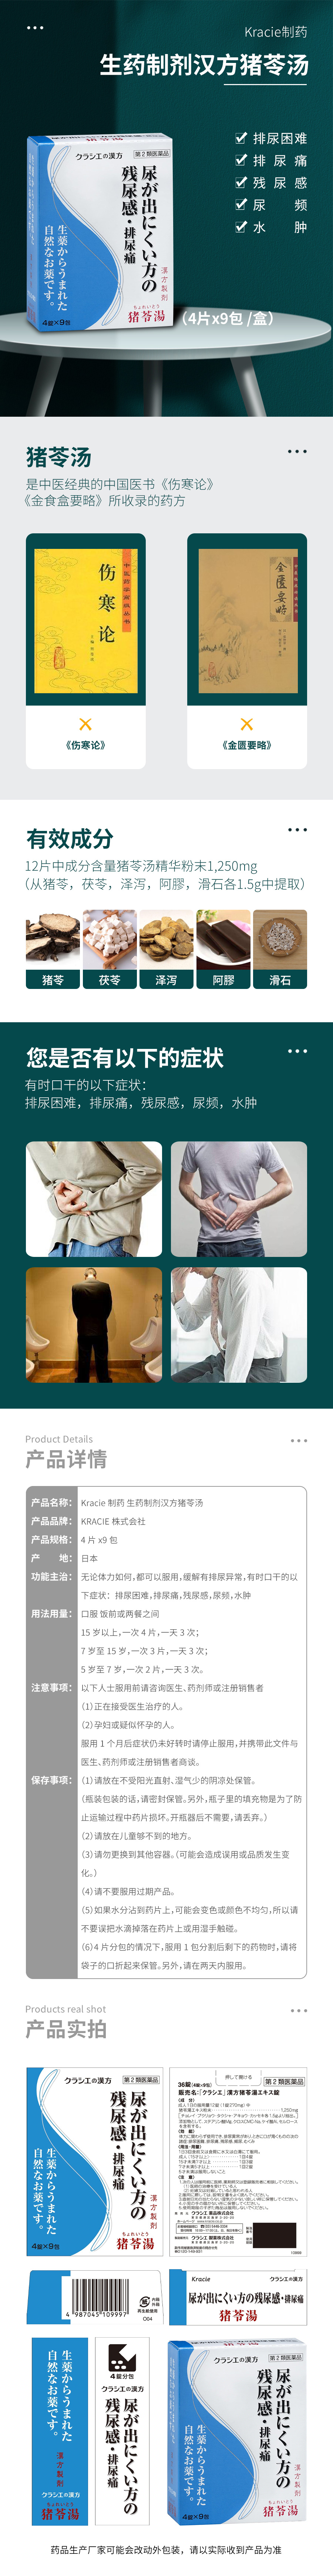 Kracie制药
生药制剂汉方猪苓汤
排尿困难
排尿痛
残尿感
尿频
水肿
クラシエの漢方
第2類医薬品
尿が出にくい方の
残尿感・排尿痛
生薬からうまれた
自然なお薬です。
漢方製剤
ちょれいとう
猪苓湯
4錠×9包
(4片x9包 /盒)
猪苓汤
是中医经典的中国医书《伤寒论》
《金食盒要略》所收录的药方
伤寒论
金匮要略
《伤寒论》
《金匮要略》
有效成分
12片中成分含量猪苓汤精华粉末1,250mg
(从猪苓，茯苓，泽泻，阿膠，滑石各1.5g中提取)
猪苓
茯苓
泽泻
阿膠
滑石
您是否有以下的症状
有时口干的以下症状：
排尿困难，排尿痛，残尿感，尿频，水肿
Product Details
产品详情
产品名称： Kracie 制药 生药制剂汉方猪苓汤
产品品牌： KRACIE 株式会社
产品规格： 4 片 x9 包
产 地： 日本
功能主治： 无论体力如何，都可以服用，缓解有排尿异常，有时口干的以
下症状：排尿困难，排尿痛，残尿感，尿频，水肿
用法用量： 口服 饭前或两餐之间
15 岁以上，一次 4 片，一天 3 次；
7 岁至 15 岁，一次 3 片，一天 3 次；
5 岁至 7 岁，一次 2 片，一天 3 次。
注意事项： 以下人士服用前请咨询医生、药剂师或注册销售者
（1）正在接受医生治疗的人。
（2）孕妇或疑似怀孕的人。
服用 1 个月后症状仍未好转时请停止服用，并携带此文件与
医生、药剂师或注册销售者商谈。
保存事项： （1）请放在不受阳光直射、湿气少的阴凉处保管。
（瓶装包装的话，请密封保管。另外，瓶子里的填充物是为了防
止运输过程中药片损坏。开瓶器后不需要，请丢弃。）
（2）请放在儿童够不到的地方。
（3）请勿更换到其他容器。（可能会造成误用或品质发生变
化。）
（4）请不要服用过期产品。
（5）如果水分沾到药片上，可能会变色或颜色不均匀，所以请
不要误把水滴掉落在药片上或用湿手触碰。
（6）4 片分包的情况下，服用 1 包分割后剩下的药物时，请将
袋子的口折起来保管。另外，请在两天内服用。
Products real shot
产品实拍
クラシエの漢方
第2類医薬品
尿が出にくい方の
残尿感・排尿痛
生薬からうまれた
自然なお薬です。
漢方製剤
ちょれいとう
猪苓湯
4錠×9包
押して開ける
36錠(4錠×9包)
第2類医薬品
販売名:「クラシエ」漢方猪苓湯エキス錠
4 987045 109997
004
Kracie
クラシエの漢方
尿が出にくい方の残尿感・排尿痛
猪苓湯
生薬からうまれた
自然なお薬です。
漢方製剤
クラシエの漢方
ちょれいとう
猪苓湯
4錠分包
クラシエの漢方
尿が出にくい方の
残尿感・排尿痛
クラシエの漢方
第2類医薬品
尿が出にくい方の
残尿感・排尿痛
生薬からうまれた
自然なお薬です。
漢方製剤
ちょれいとう
猪苓湯
4錠×9包
药品生产厂家可能会改动外包装，请以实际收到产品为准